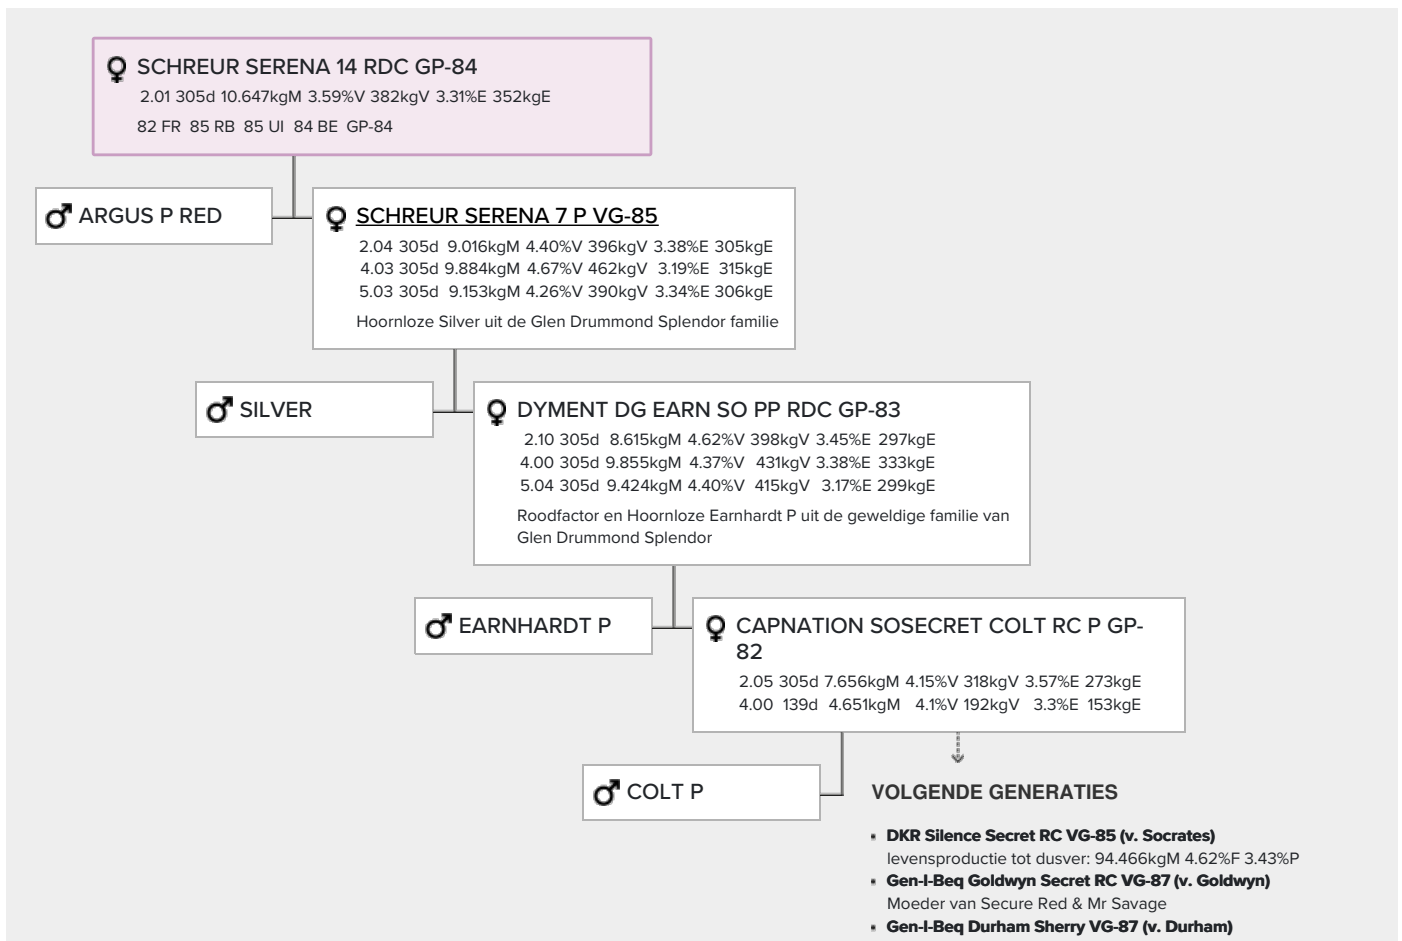 SCHREUR SERENA 14 RDC GP-84
2.01 305d 10.647kgM 3.59%V 382kgV 3.31%E 352kgE
82 FR 85 RB 85 UI 84 BE GP-84
ARGUS P RED
SCHREUR SERENA 7 P VG-85
2.04 305d 9.016kgM 4.40%V 396kgV 3.38%E 305kgE
4.03 305d 9.884kgM 4.67%V 462kgV 3.19%E 315kgE
5.03 305d 9.153kgM 4.26%V 390kgV 3.34%E 306kgE
Hoornloze Silver uit de Glen Drummond Splendor familie
SILVER
DYMENT DG EARN SO PP RDC GP-83
2.10 305d 8.615kgM 4.62%V 398kgV 3.45%E 297kgE
4.00 305d 9.855kgM 4.37%V 431kgV 3.38%E 333kgE
5.04 305d 9.424kgM 4.40%V 415kgV 3.17%E 299kgE
Roodfactor en Hoornloze Earnhardt P uit de geweldige familie van
Glen Drummond Splendor
EARNHARDT P
CAPNATION SOSECRET COLT RC P GP-
82
2.05 305d 7.656kgM 4.15%V 318kgV 3.57%E 273kgE
4.00 139d 4.651kgM 4.1%V 192kgV 3.3%E 153kgE
COLT P
VOLGENDE GENERATIES
DKR Silence Secret RC VG-85 (v. Socrates)
levensproductie tot dusver: 94.466kgM 4.62%F 3.43%P
Gen-I-Beq Goldwyn Secret RC VG-87 (v. Goldwyn)
Moeder van Secure Red & Mr Savage
Gen-I-Beq Durham Sherry VG-87 (v. Durham)